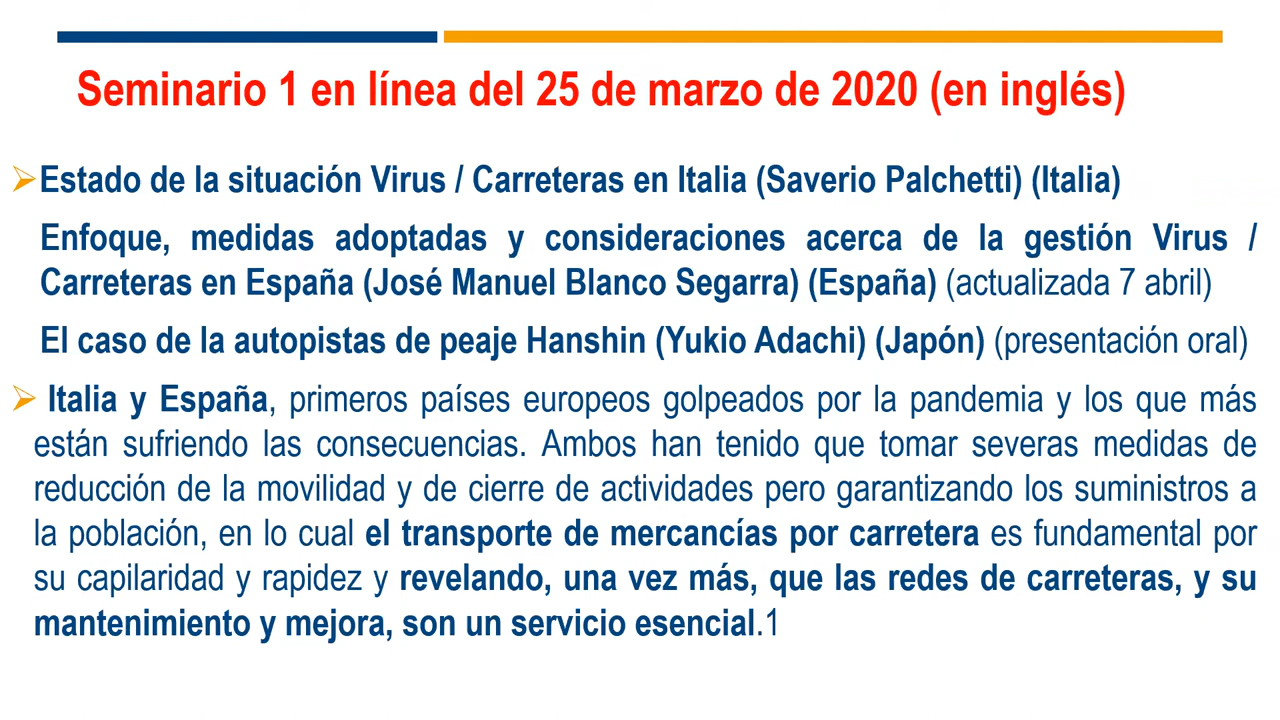 Seminario 1 en línea del 25 de marzo de 2020 (en inglés)
Estado de la situación Virus / Carreteras en Italia (Saverio Palchetti) (Italia)
Enfoque, medidas adoptadas y consideraciones acerca de la gestión Virus /
Carreteras en España (José Manuel Blanco Segarra) (España) (actualizada 7 abril)
El caso de la autopistas de peaje Hanshin (Yukio Adachi) (Japón) (presentación oral)
Italia y España, primeros países europeos golpeados por la pandemia y los que más
están sufriendo las consecuencias. Ambos han tenido que tomar severas medidas de
reducción de la movilidad y de cierre de actividades pero garantizando los suministros a
la población, en lo cual el transporte de mercancías por carretera es fundamental por
su capilaridad y rapidez y revelando, una vez más, que las redes de carreteras, y su
mantenimiento y mejora, son un servicio esencial.1